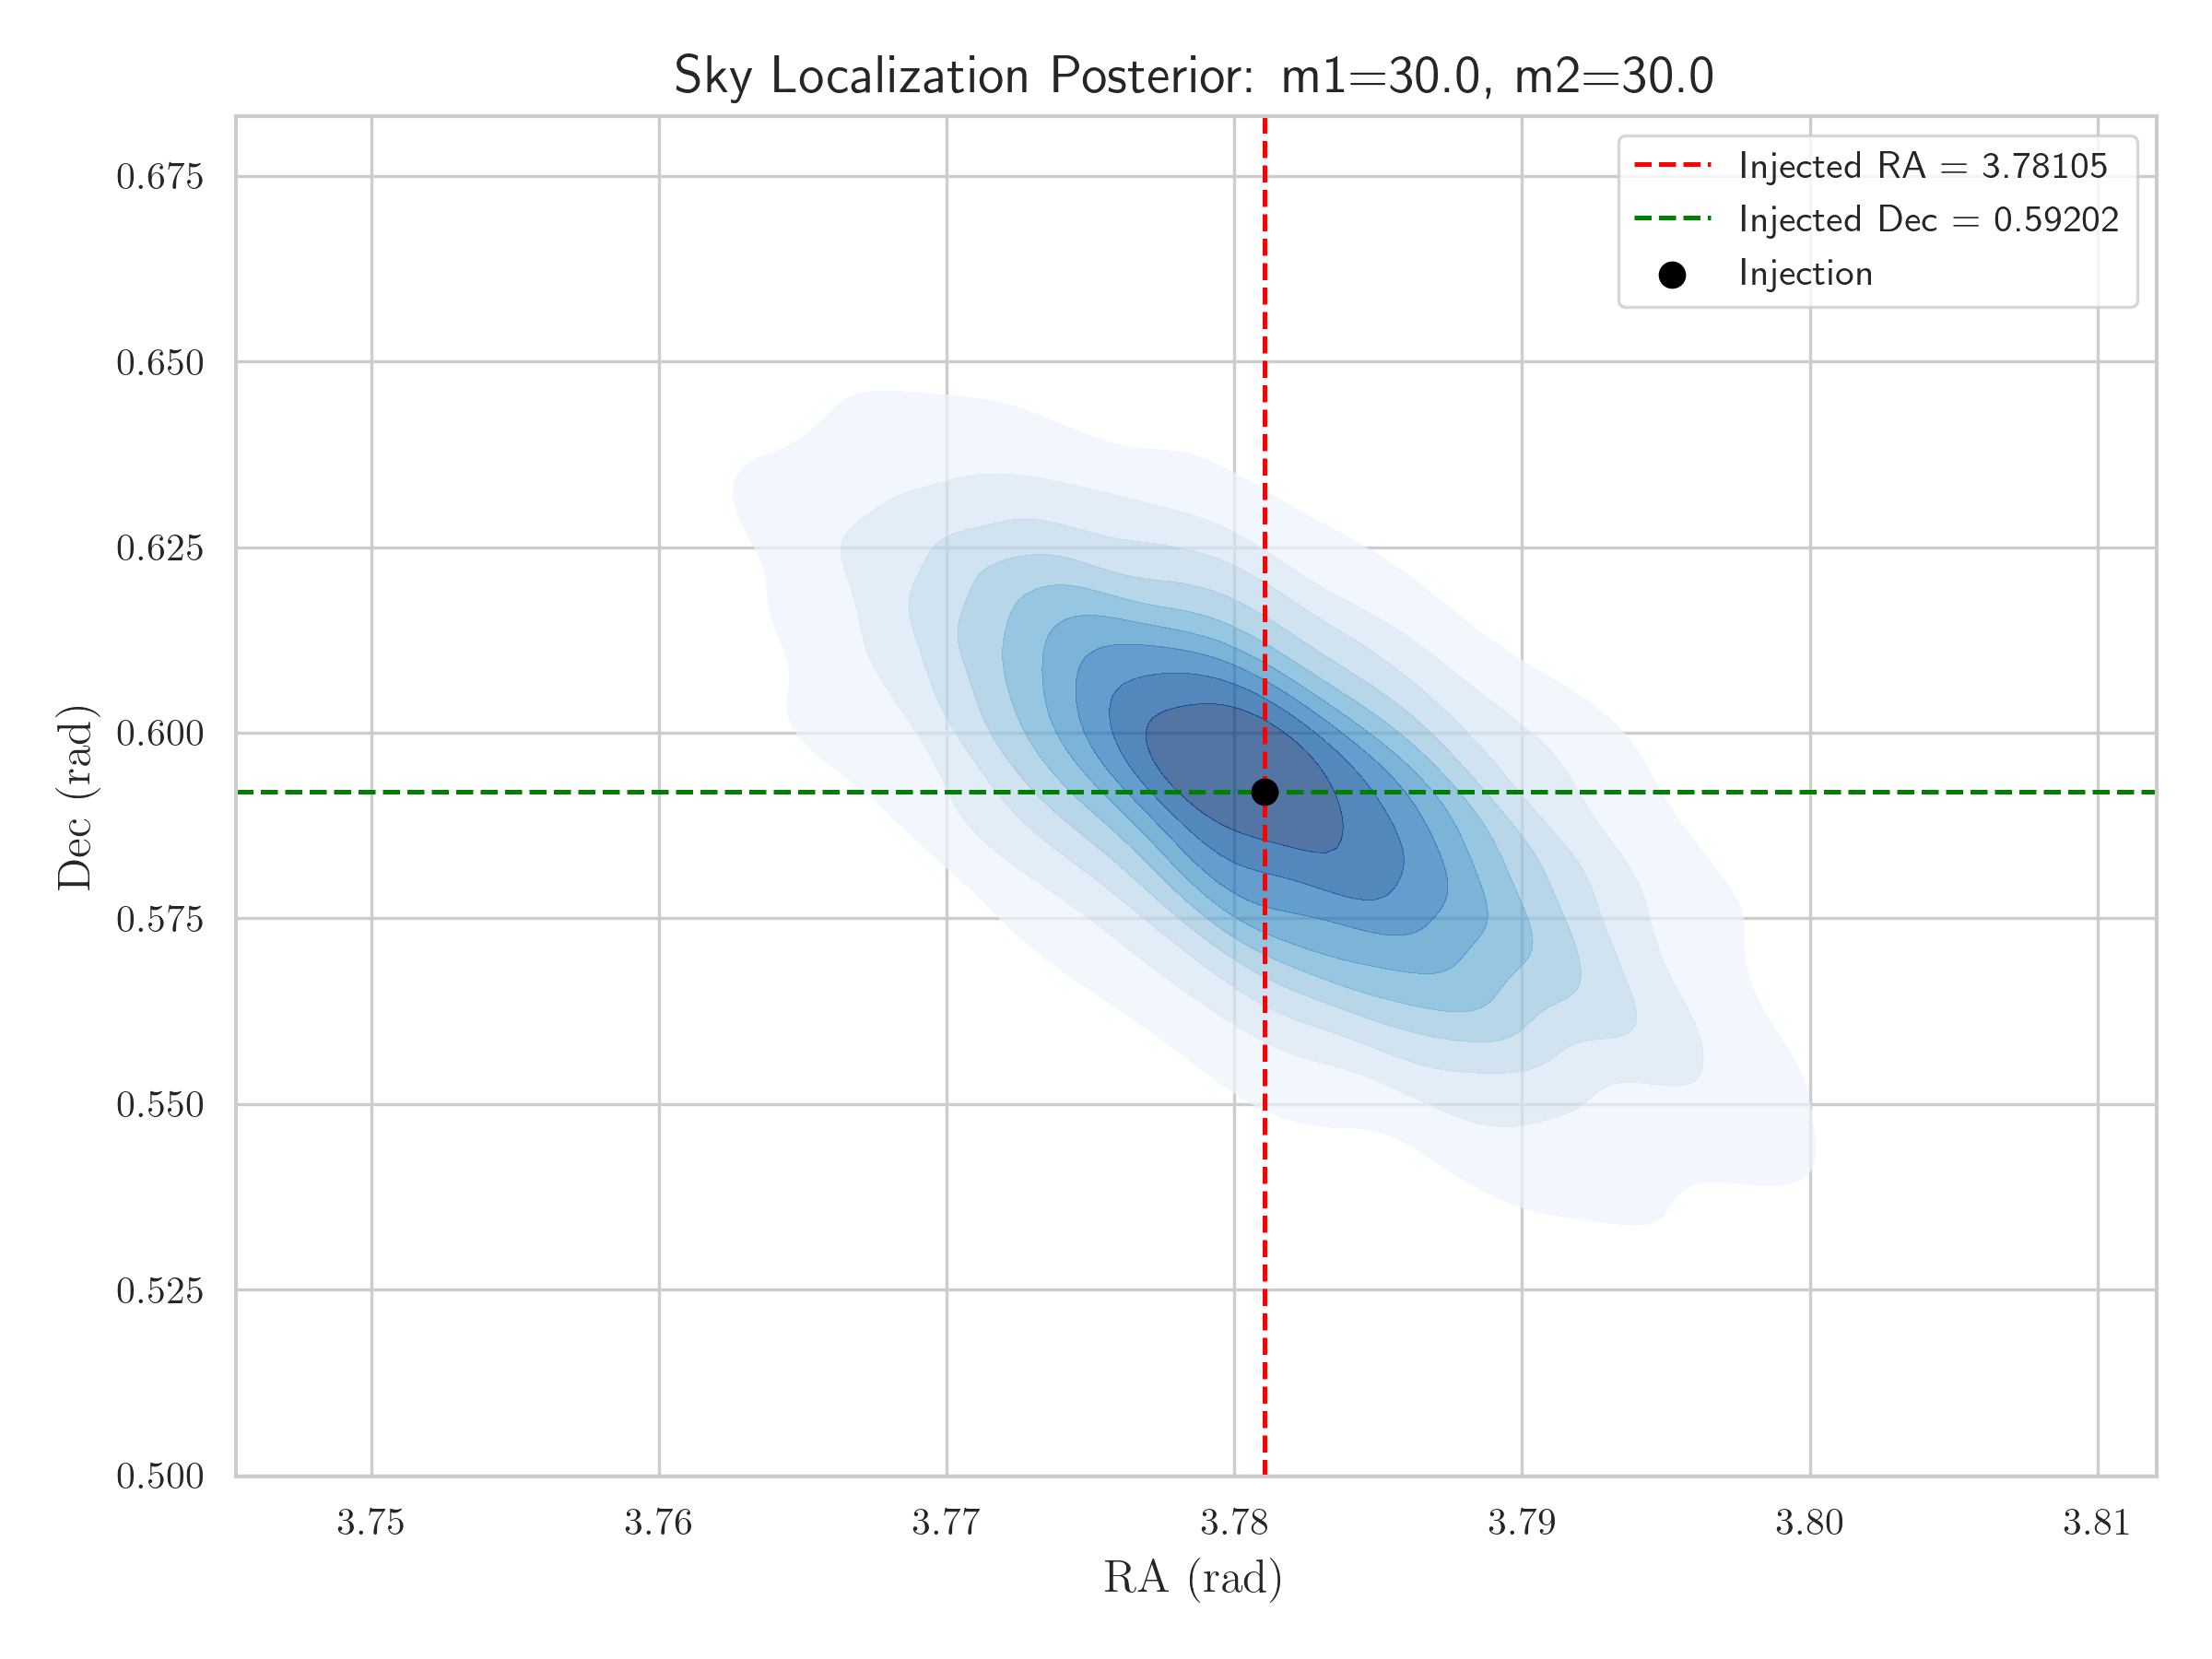 Sky Localization Posterior: m1=30.0, m2=30.0
Injected RA = 3.78105
Injected Dec = 0.59202
Injection
0.675
0.650
0.625
0.600
0.575
0.550
0.525
0.500
Dec (rad)
3.75 3.76 3.77 3.78 3.79 3.80 3.81
RA (rad)